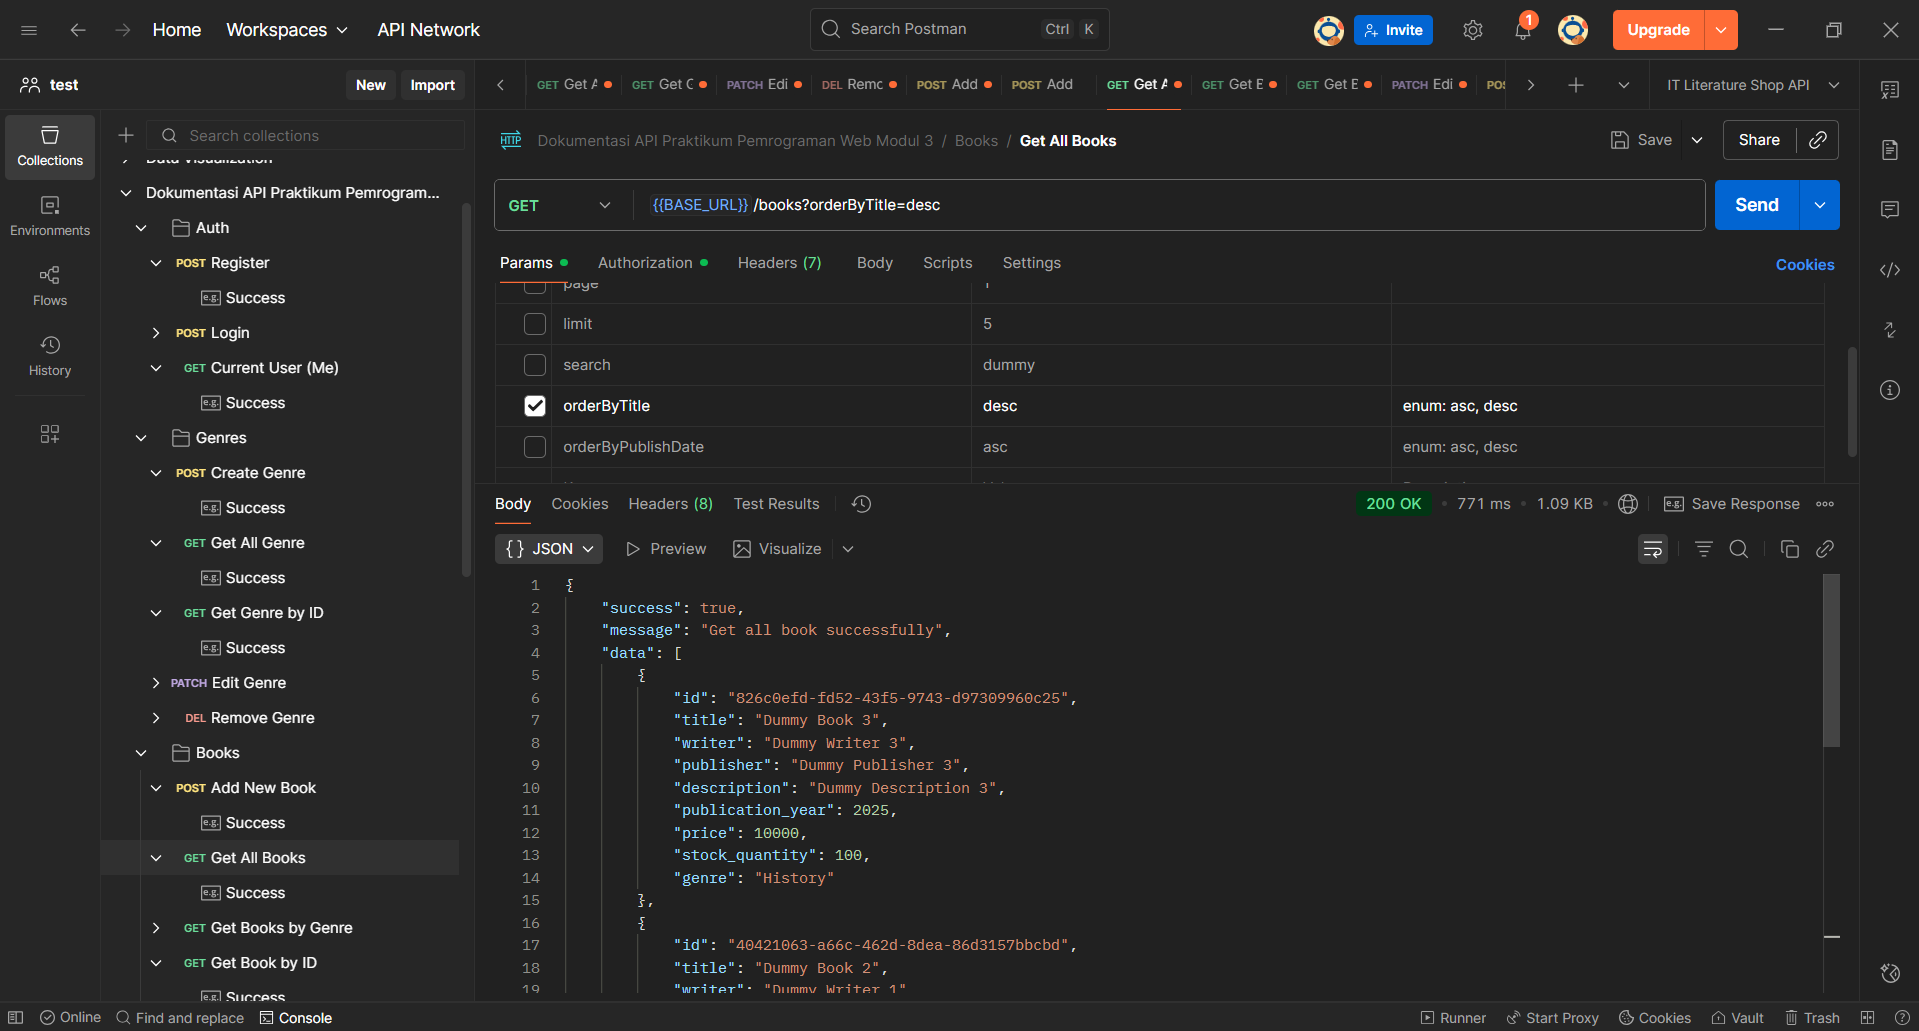 Home
Workspaces
API Network
Search Postman
Ctrl
K
Invite
1
Upgrade
test
New
Import
GET Get A
GET Get C
PATCH Edi
DEL Remo
POST Add
POST Add
GET Get A
GET Get E
GET Get E
PATCH Edi
POS
IT Literature Shop API
Collections
Environments
Flows
History
Search collections
Data Visualization
Dokumentasi API Praktikum Pemrogram...
Auth
POST Register
e.g. Success
POST Login
GET Current User (Me)
e.g. Success
Genres
POST Create Genre
e.g. Success
GET Get All Genre
e.g. Success
GET Get Genre by ID
e.g. Success
PATCH Edit Genre
DEL Remove Genre
Books
POST Add New Book
e.g. Success
GET Get All Books
e.g. Success
GET Get Books by Genre
GET Get Book by ID
e.g. Success
HTTP
Dokumentasi API Praktikum Pemrograman Web Modul 3 / Books / Get All Books
Save
Share
GET
{{BASE_URL}} /books?orderByTitle=desc
Send
Params
Authorization
Headers (7)
Body
Scripts
Settings
Cookies
page 1
limit 5
search dummy
orderByTitle desc enum: asc, desc
orderByPublishDate asc enum: asc, desc
Body
Cookies
Headers (8)
Test Results
200 OK • 771 ms • 1.09 KB
e.g. Save Response
{} JSON
Preview
Visualize
1 {
2 "success": true,
3 "message": "Get all book successfully",
4 "data": [
5 {
6 "id": "826c0efd-fd52-43f5-9743-d97309960c25",
7 "title": "Dummy Book 3",
8 "writer": "Dummy Writer 3",
9 "publisher": "Dummy Publisher 3",
10 "description": "Dummy Description 3",
11 "publication_year": 2025,
12 "price": 10000,
13 "stock_quantity": 100,
14 "genre": "History"
15 },
16 {
17 "id": "40421063-a66c-462d-8dea-86d3157bbcbd",
18 "title": "Dummy Book 2",
19 "writer": "Dummy Writer 1"
Online
Find and replace
Console
Runner
Start Proxy
Cookies
Vault
Trash